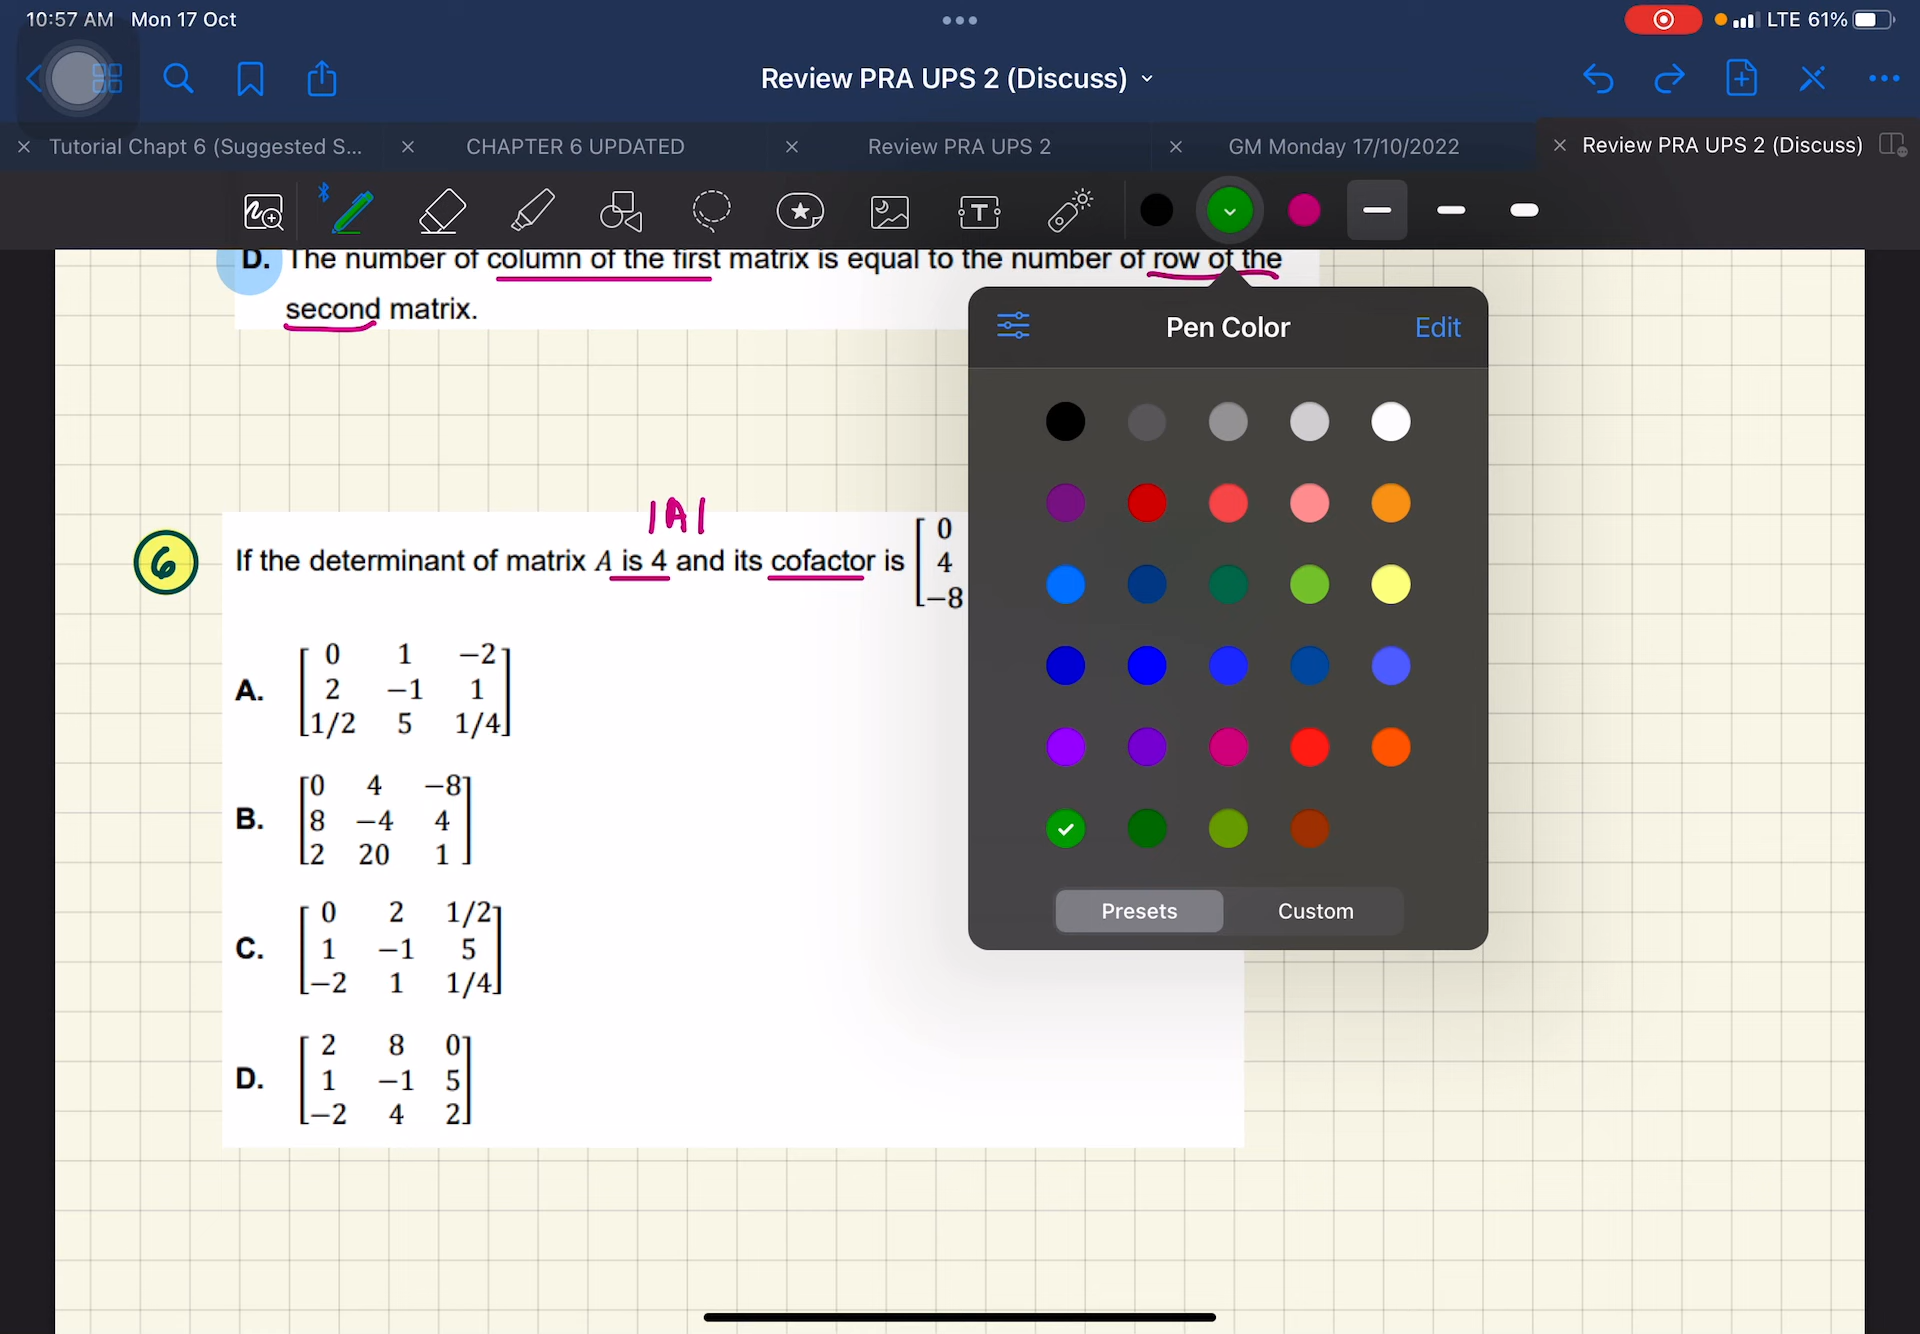 10:57 AM Mon 17 Oct
LTE 61%
Review PRA UPS 2 (Discuss)
Tutorial Chapt 6 (Suggested S...
CHAPTER 6 UPDATED
Review PRA UPS 2
GM Monday 17/10/2022
Review PRA UPS 2 (Discuss)
T
D. The number of column of the first matrix is equal to the number of row of the
second matrix.
Pen Color
Edit
|A|
6
If the determinant of matrix A is 4 and its cofactor is
0
4
−8
A.
0 1 −2
2 −1 1
1/2 5 1/4
B.
0 4 −8
8 −4 4
2 20 1
C.
0 2 1/2
1 −1 5
−2 1 1/4
D.
2 8 0
1 −1 5
−2 4 2
Presets
Custom